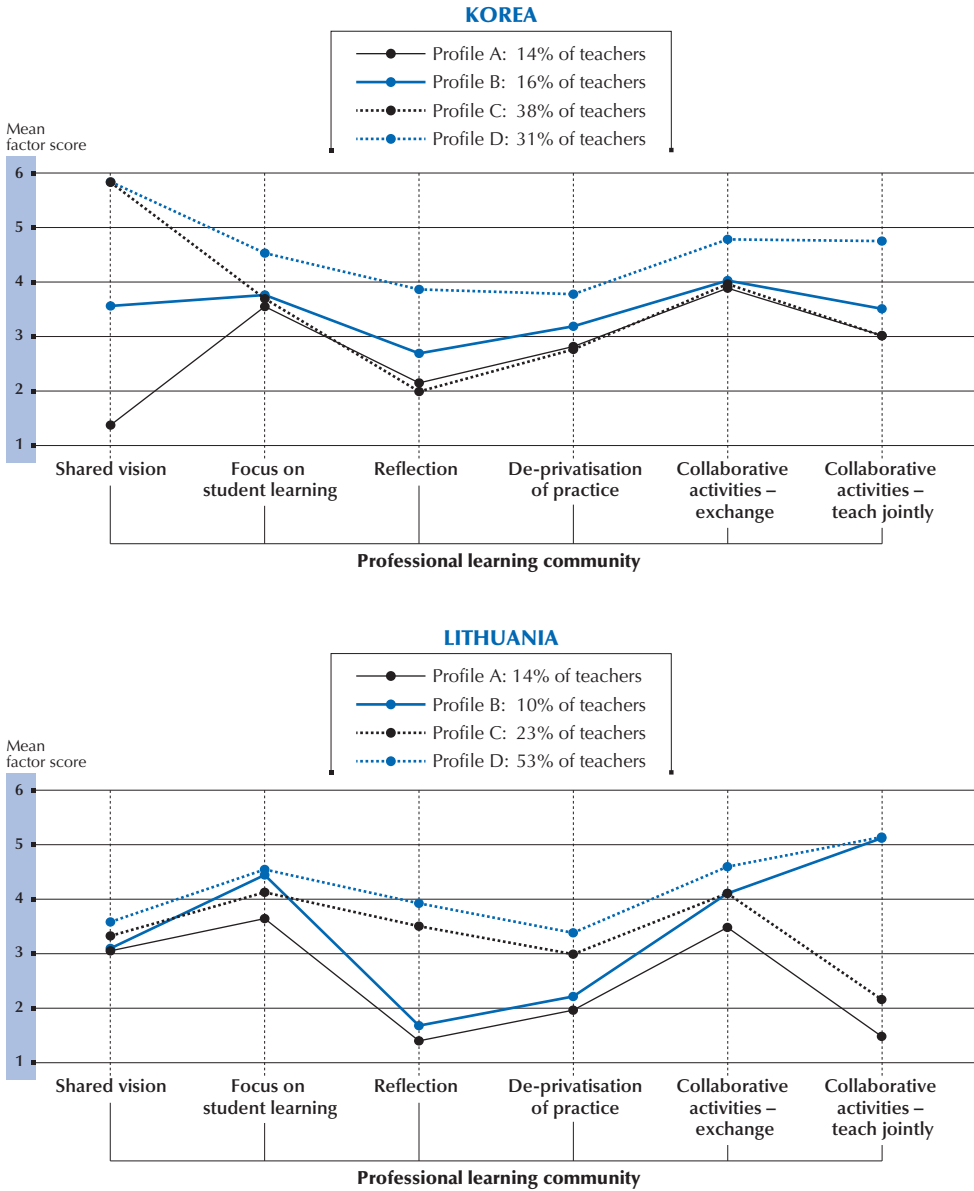 KOREA
Profile A: 14% of teachers
Profile B: 16% of teachers
Profile C: 38% of teachers
Profile D: 31% of teachers
Mean
factor score
6
5
4
3
2
1
Shared vision
Focus on
student learning
Reflection
De-privatisation
of practice
Collaborative
activities –
exchange
Collaborative
activities –
teach jointly
Professional learning community
LITHUANIA
Profile A: 14% of teachers
Profile B: 10% of teachers
Profile C: 23% of teachers
Profile D: 53% of teachers
Mean
factor score
6
5
4
3
2
1
Shared vision
Focus on
student learning
Reflection
De-privatisation
of practice
Collaborative
activities –
exchange
Collaborative
activities –
teach jointly
Professional learning community